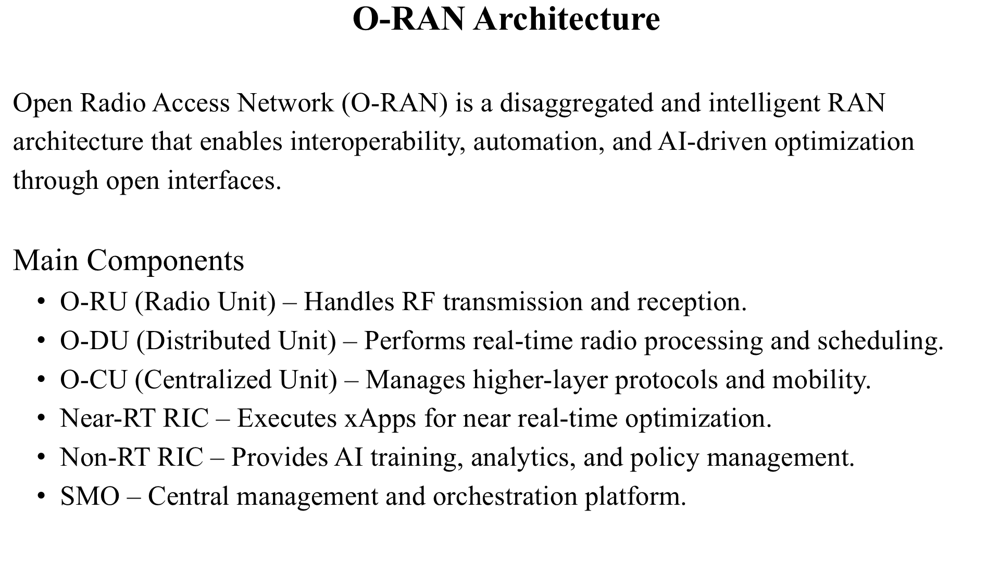 O-RAN Architecture
Open Radio Access Network (O-RAN) is a disaggregated and intelligent RAN
architecture that enables interoperability, automation, and AI-driven optimization
through open interfaces.
Main Components
• O-RU (Radio Unit) – Handles RF transmission and reception.
• O-DU (Distributed Unit) – Performs real-time radio processing and scheduling.
• O-CU (Centralized Unit) – Manages higher-layer protocols and mobility.
• Near-RT RIC – Executes xApps for near real-time optimization.
• Non-RT RIC – Provides AI training, analytics, and policy management.
• SMO – Central management and orchestration platform.